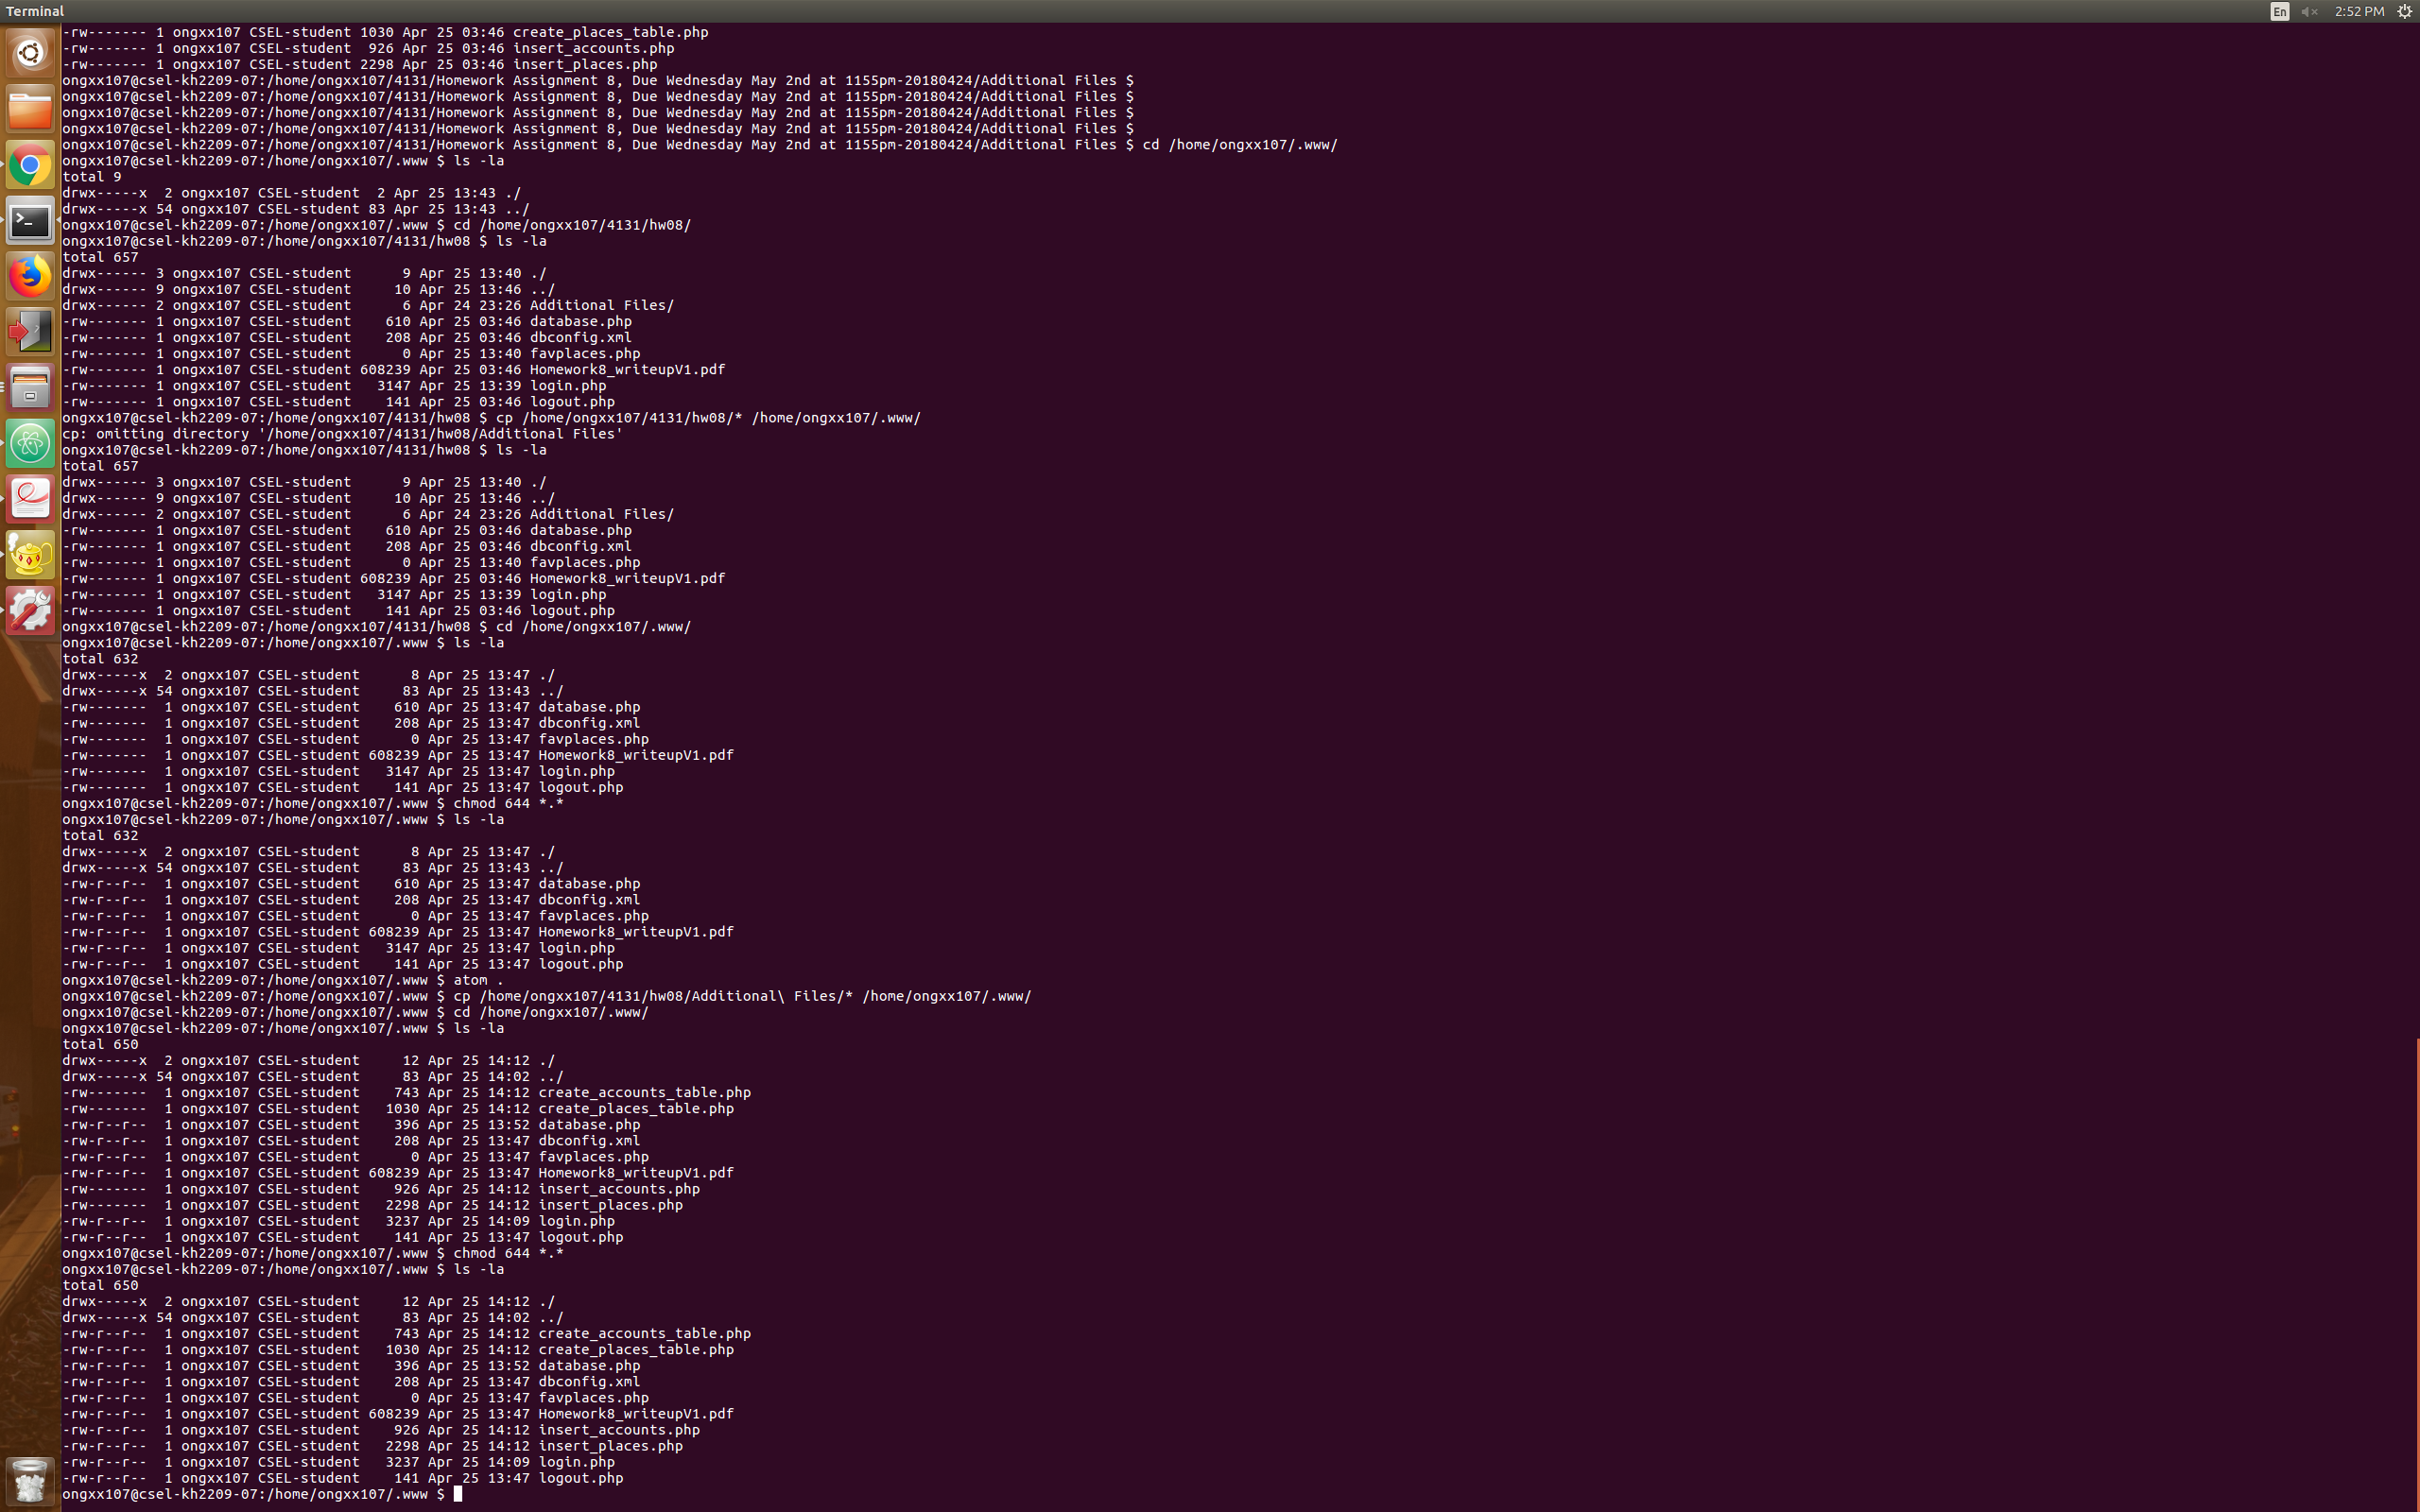 Terminal
En
2:52 PM
-rw------- 1 ongxx107 CSEL-student 1030 Apr 25 03:46 create_places_table.php
-rw------- 1 ongxx107 CSEL-student  926 Apr 25 03:46 insert_accounts.php
-rw------- 1 ongxx107 CSEL-student 2298 Apr 25 03:46 insert_places.php
ongxx107@csel-kh2209-07:/home/ongxx107/4131/Homework Assignment 8, Due Wednesday May 2nd at 1155pm-20180424/Additional Files $
ongxx107@csel-kh2209-07:/home/ongxx107/4131/Homework Assignment 8, Due Wednesday May 2nd at 1155pm-20180424/Additional Files $
ongxx107@csel-kh2209-07:/home/ongxx107/4131/Homework Assignment 8, Due Wednesday May 2nd at 1155pm-20180424/Additional Files $
ongxx107@csel-kh2209-07:/home/ongxx107/4131/Homework Assignment 8, Due Wednesday May 2nd at 1155pm-20180424/Additional Files $
ongxx107@csel-kh2209-07:/home/ongxx107/4131/Homework Assignment 8, Due Wednesday May 2nd at 1155pm-20180424/Additional Files $ cd /home/ongxx107/.www/
ongxx107@csel-kh2209-07:/home/ongxx107/.www $ ls -la
total 9
drwx-----x  2 ongxx107 CSEL-student  2 Apr 25 13:43 ./
drwx-----x 54 ongxx107 CSEL-student 83 Apr 25 13:43 ../
ongxx107@csel-kh2209-07:/home/ongxx107/.www $ cd /home/ongxx107/4131/hw08/
ongxx107@csel-kh2209-07:/home/ongxx107/4131/hw08 $ ls -la
total 657
drwx------ 3 ongxx107 CSEL-student      9 Apr 25 13:40 ./
drwx------ 9 ongxx107 CSEL-student     10 Apr 25 13:46 ../
drwx------ 2 ongxx107 CSEL-student      6 Apr 24 23:26 Additional Files/
-rw------- 1 ongxx107 CSEL-student    610 Apr 25 03:46 database.php
-rw------- 1 ongxx107 CSEL-student    208 Apr 25 03:46 dbconfig.xml
-rw------- 1 ongxx107 CSEL-student      0 Apr 25 13:40 favplaces.php
-rw------- 1 ongxx107 CSEL-student 608239 Apr 25 03:46 Homework8_writeupV1.pdf
-rw------- 1 ongxx107 CSEL-student   3147 Apr 25 13:39 login.php
-rw------- 1 ongxx107 CSEL-student    141 Apr 25 03:46 logout.php
ongxx107@csel-kh2209-07:/home/ongxx107/4131/hw08 $ cp /home/ongxx107/4131/hw08/* /home/ongxx107/.www/
cp: omitting directory '/home/ongxx107/4131/hw08/Additional Files'
ongxx107@csel-kh2209-07:/home/ongxx107/4131/hw08 $ ls -la
total 657
drwx------ 3 ongxx107 CSEL-student      9 Apr 25 13:40 ./
drwx------ 9 ongxx107 CSEL-student     10 Apr 25 13:46 ../
drwx------ 2 ongxx107 CSEL-student      6 Apr 24 23:26 Additional Files/
-rw------- 1 ongxx107 CSEL-student    610 Apr 25 03:46 database.php
-rw------- 1 ongxx107 CSEL-student    208 Apr 25 03:46 dbconfig.xml
-rw------- 1 ongxx107 CSEL-student      0 Apr 25 13:40 favplaces.php
-rw------- 1 ongxx107 CSEL-student 608239 Apr 25 03:46 Homework8_writeupV1.pdf
-rw------- 1 ongxx107 CSEL-student   3147 Apr 25 13:39 login.php
-rw------- 1 ongxx107 CSEL-student    141 Apr 25 03:46 logout.php
ongxx107@csel-kh2209-07:/home/ongxx107/4131/hw08 $ cd /home/ongxx107/.www/
ongxx107@csel-kh2209-07:/home/ongxx107/.www $ ls -la
total 632
drwx-----x  2 ongxx107 CSEL-student      8 Apr 25 13:47 ./
drwx-----x 54 ongxx107 CSEL-student     83 Apr 25 13:43 ../
-rw-------  1 ongxx107 CSEL-student    610 Apr 25 13:47 database.php
-rw-------  1 ongxx107 CSEL-student    208 Apr 25 13:47 dbconfig.xml
-rw-------  1 ongxx107 CSEL-student      0 Apr 25 13:47 favplaces.php
-rw-------  1 ongxx107 CSEL-student 608239 Apr 25 13:47 Homework8_writeupV1.pdf
-rw-------  1 ongxx107 CSEL-student   3147 Apr 25 13:47 login.php
-rw-------  1 ongxx107 CSEL-student    141 Apr 25 13:47 logout.php
ongxx107@csel-kh2209-07:/home/ongxx107/.www $ chmod 644 *.*
ongxx107@csel-kh2209-07:/home/ongxx107/.www $ ls -la
total 632
drwx-----x  2 ongxx107 CSEL-student      8 Apr 25 13:47 ./
drwx-----x 54 ongxx107 CSEL-student     83 Apr 25 13:43 ../
-rw-r--r--  1 ongxx107 CSEL-student    610 Apr 25 13:47 database.php
-rw-r--r--  1 ongxx107 CSEL-student    208 Apr 25 13:47 dbconfig.xml
-rw-r--r--  1 ongxx107 CSEL-student      0 Apr 25 13:47 favplaces.php
-rw-r--r--  1 ongxx107 CSEL-student 608239 Apr 25 13:47 Homework8_writeupV1.pdf
-rw-r--r--  1 ongxx107 CSEL-student   3147 Apr 25 13:47 login.php
-rw-r--r--  1 ongxx107 CSEL-student    141 Apr 25 13:47 logout.php
ongxx107@csel-kh2209-07:/home/ongxx107/.www $ atom .
ongxx107@csel-kh2209-07:/home/ongxx107/.www $ cp /home/ongxx107/4131/hw08/Additional\ Files/* /home/ongxx107/.www/
ongxx107@csel-kh2209-07:/home/ongxx107/.www $ cd /home/ongxx107/.www/
ongxx107@csel-kh2209-07:/home/ongxx107/.www $ ls -la
total 650
drwx-----x  2 ongxx107 CSEL-student     12 Apr 25 14:12 ./
drwx-----x 54 ongxx107 CSEL-student     83 Apr 25 14:02 ../
-rw-------  1 ongxx107 CSEL-student    743 Apr 25 14:12 create_accounts_table.php
-rw-------  1 ongxx107 CSEL-student   1030 Apr 25 14:12 create_places_table.php
-rw-r--r--  1 ongxx107 CSEL-student    396 Apr 25 13:52 database.php
-rw-r--r--  1 ongxx107 CSEL-student    208 Apr 25 13:47 dbconfig.xml
-rw-r--r--  1 ongxx107 CSEL-student      0 Apr 25 13:47 favplaces.php
-rw-r--r--  1 ongxx107 CSEL-student 608239 Apr 25 13:47 Homework8_writeupV1.pdf
-rw-------  1 ongxx107 CSEL-student    926 Apr 25 14:12 insert_accounts.php
-rw-------  1 ongxx107 CSEL-student   2298 Apr 25 14:12 insert_places.php
-rw-r--r--  1 ongxx107 CSEL-student   3237 Apr 25 14:09 login.php
-rw-r--r--  1 ongxx107 CSEL-student    141 Apr 25 13:47 logout.php
ongxx107@csel-kh2209-07:/home/ongxx107/.www $ chmod 644 *.*
ongxx107@csel-kh2209-07:/home/ongxx107/.www $ ls -la
total 650
drwx-----x  2 ongxx107 CSEL-student     12 Apr 25 14:12 ./
drwx-----x 54 ongxx107 CSEL-student     83 Apr 25 14:02 ../
-rw-r--r--  1 ongxx107 CSEL-student    743 Apr 25 14:12 create_accounts_table.php
-rw-r--r--  1 ongxx107 CSEL-student   1030 Apr 25 14:12 create_places_table.php
-rw-r--r--  1 ongxx107 CSEL-student    396 Apr 25 13:52 database.php
-rw-r--r--  1 ongxx107 CSEL-student    208 Apr 25 13:47 dbconfig.xml
-rw-r--r--  1 ongxx107 CSEL-student      0 Apr 25 13:47 favplaces.php
-rw-r--r--  1 ongxx107 CSEL-student 608239 Apr 25 13:47 Homework8_writeupV1.pdf
-rw-r--r--  1 ongxx107 CSEL-student    926 Apr 25 14:12 insert_accounts.php
-rw-r--r--  1 ongxx107 CSEL-student   2298 Apr 25 14:12 insert_places.php
-rw-r--r--  1 ongxx107 CSEL-student   3237 Apr 25 14:09 login.php
-rw-r--r--  1 ongxx107 CSEL-student    141 Apr 25 13:47 logout.php
ongxx107@csel-kh2209-07:/home/ongxx107/.www $